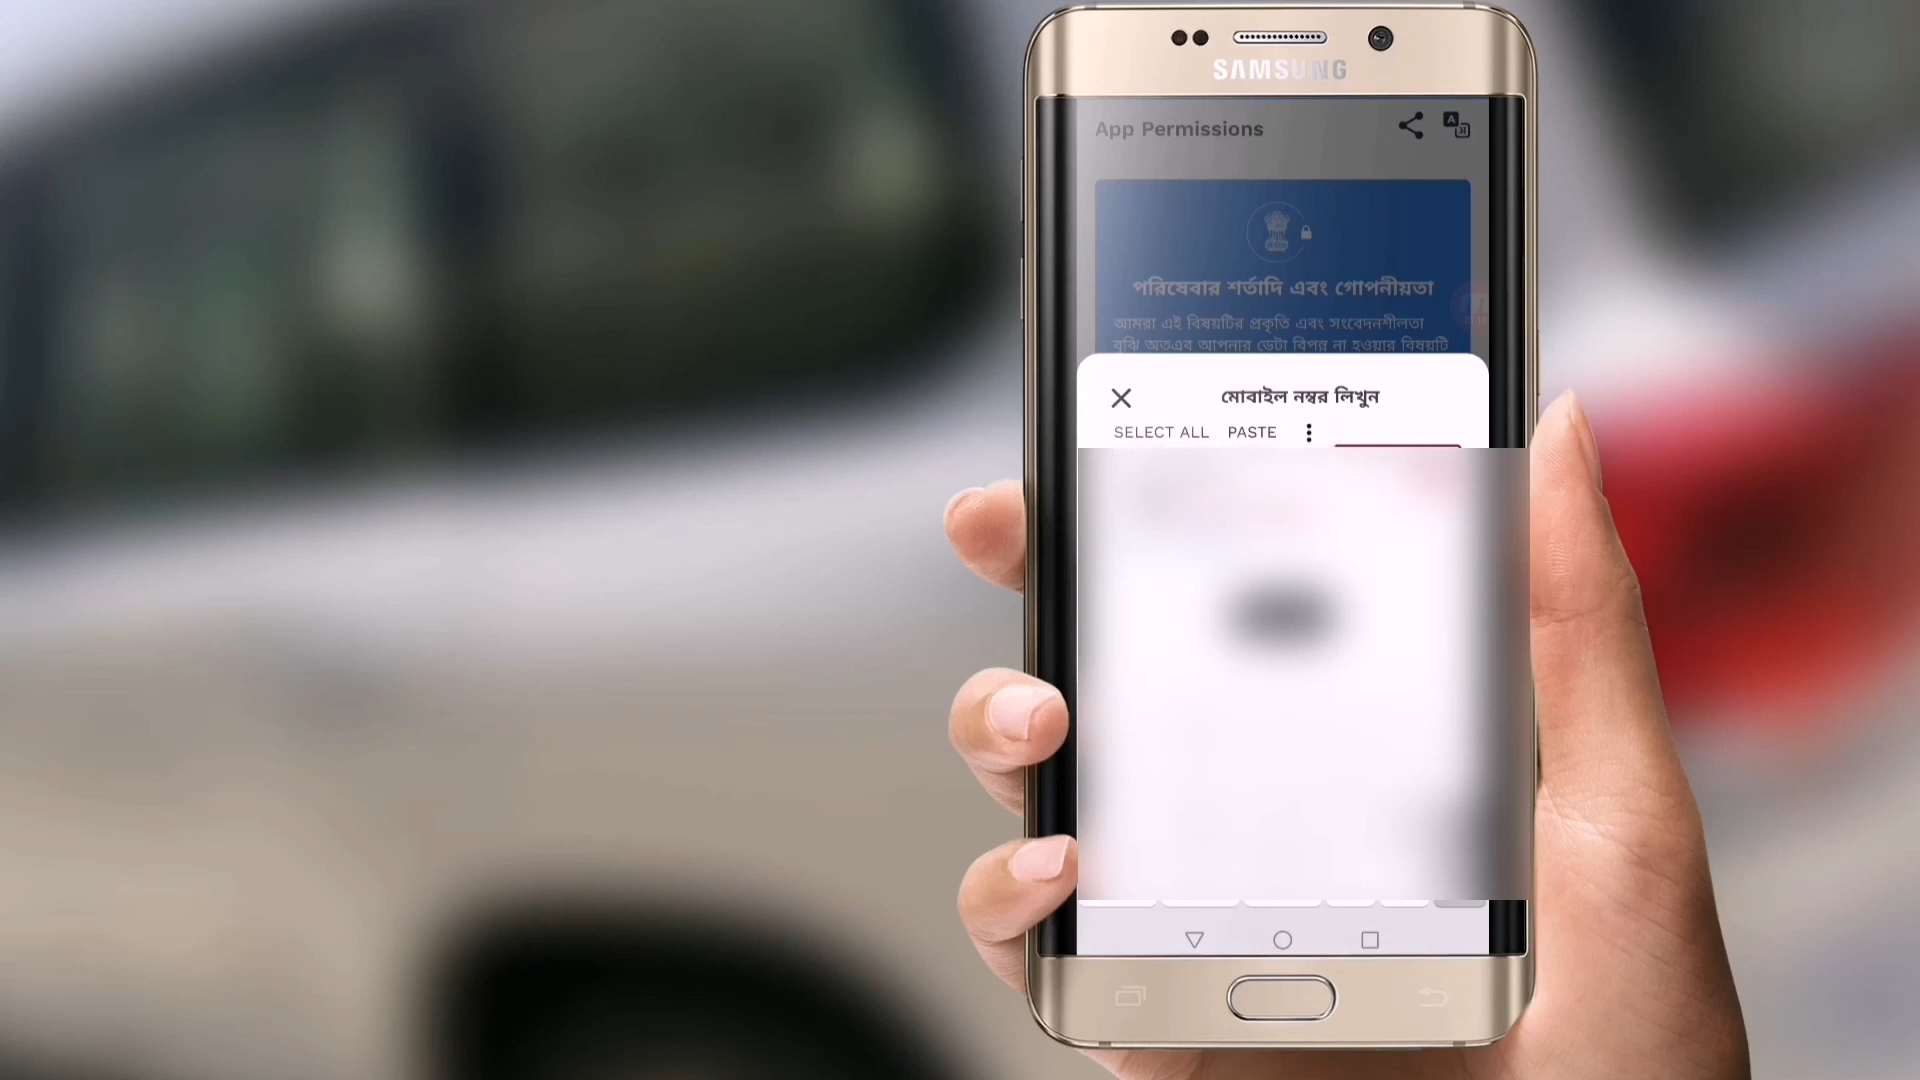 SAMSUNG
App Permissions
পরিষেবার শর্তাদি এবং গোপনীয়তা
আমরা এই বিষয়টির প্রকৃতি এবং সংবেদনশীলতা
বুঝি অতএব আপনার ডেটা বিপন্ন না হওয়ার বিষয়টি
মোবাইল নম্বর লিখুন
SELECT ALL PASTE